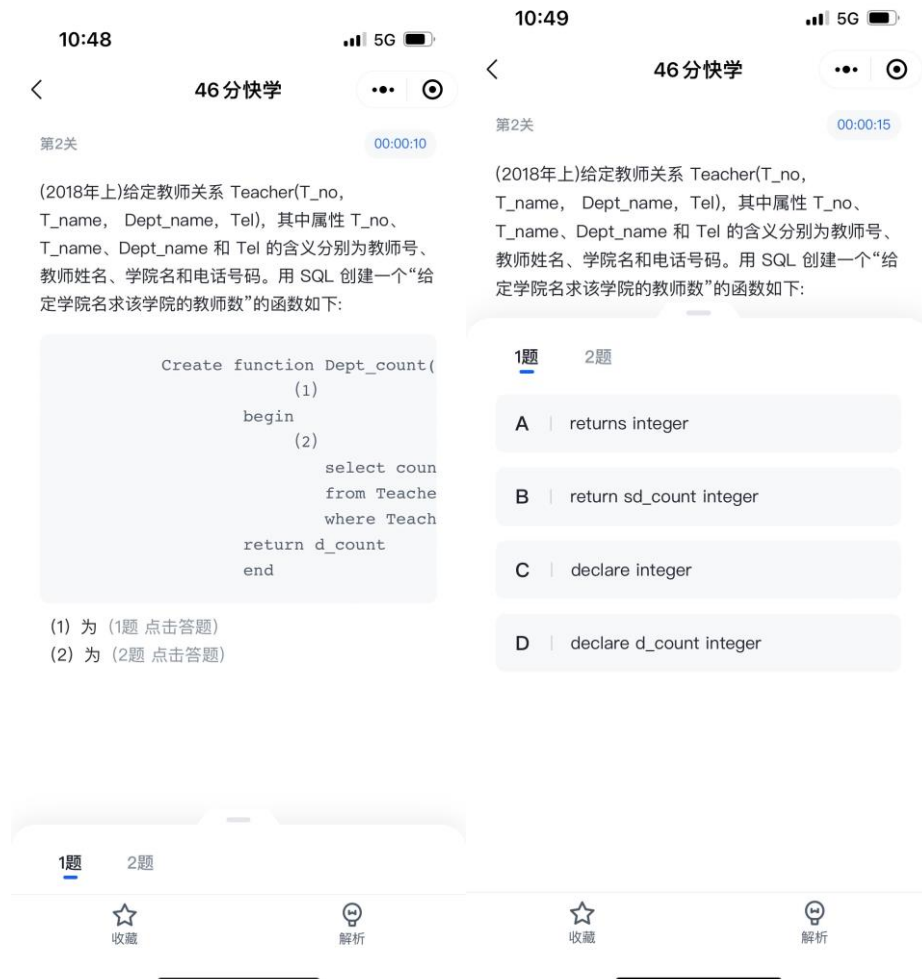 10:48
5G
46分快学
第2关
00:00:10
(2018年上)给定教师关系 Teacher(T_no,
T_name, Dept_name, Tel), 其中属性 T_no、
T_name、Dept_name 和 Tel 的含义分别为教师号、
教师姓名、学院名和电话号码。用 SQL 创建一个“给
定学院名求该学院的教师数”的函数如下:
Create function Dept_count(
(1)
begin
(2)
select coun
from Teache
where Teach
return d_count
end
(1) 为 (1题 点击答题)
(2) 为 (2题 点击答题)
1题 2题
收藏 解析
10:49
5G
46分快学
第2关
00:00:15
(2018年上)给定教师关系 Teacher(T_no,
T_name, Dept_name, Tel), 其中属性 T_no、
T_name、Dept_name 和 Tel 的含义分别为教师号、
教师姓名、学院名和电话号码。用 SQL 创建一个“给
定学院名求该学院的教师数”的函数如下:
1题 2题
A returns integer
B return sd_count integer
C declare integer
D declare d_count integer
收藏 解析